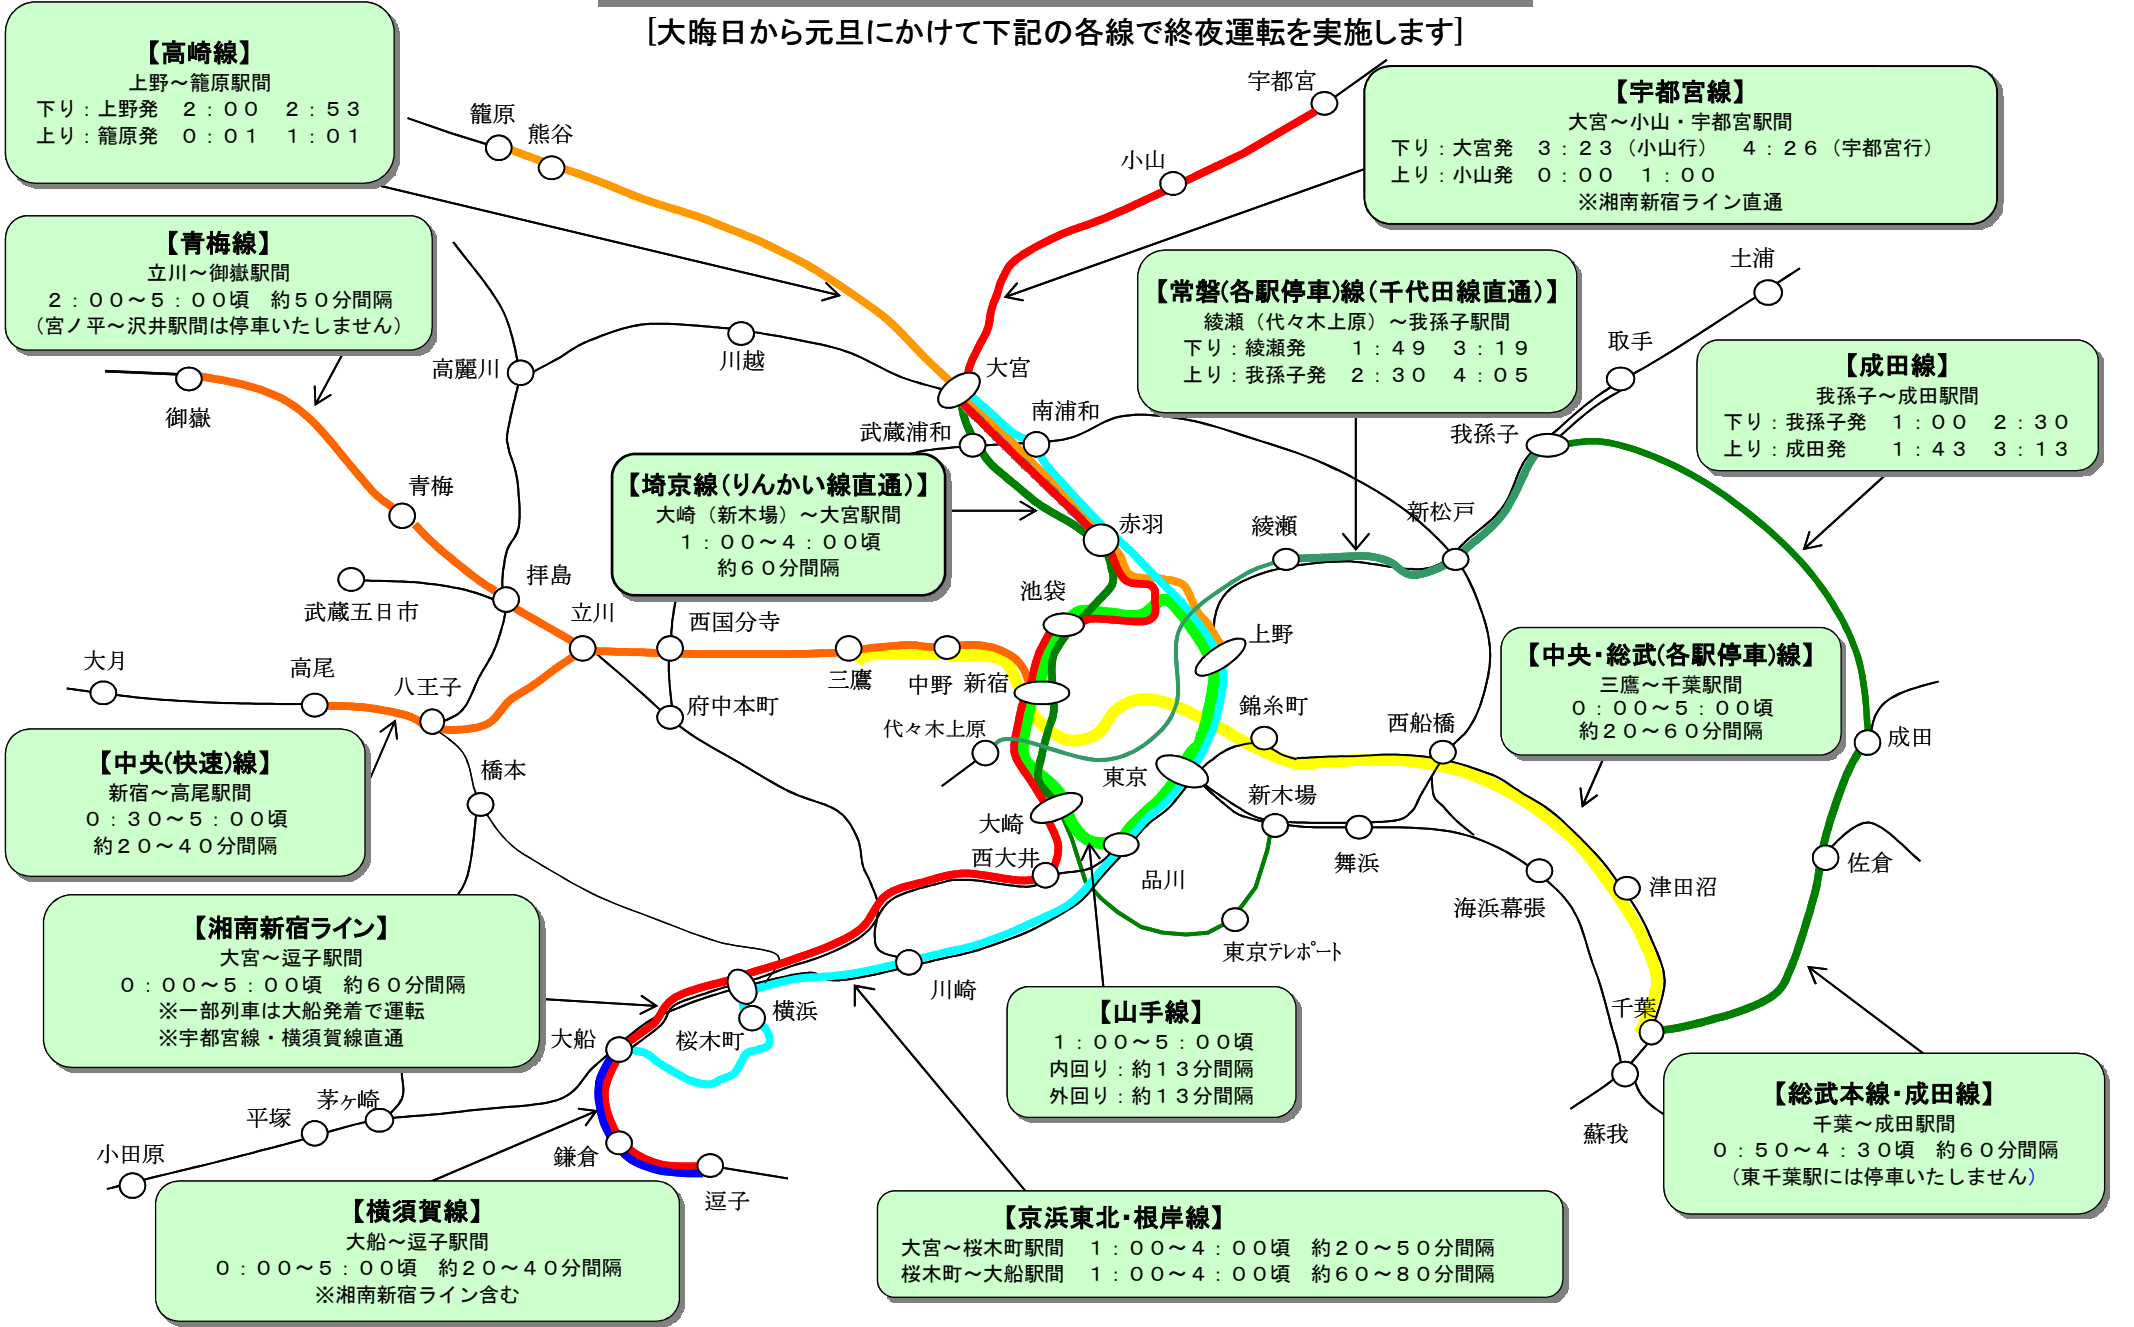 [大晦日から元旦にかけて下記の各線で終夜運転を実施します]
【高崎線】
上野～籠原駅間
下り：上野発　２：００　２：５３
上り：籠原発　０：０１　１：０１
籠原
熊谷
宇都宮
小山
【宇都宮線】
大宮～小山・宇都宮駅間
下り：大宮発　３：２３（小山行）　４：２６（宇都宮行）
上り：小山発　０：００　１：００
※湘南新宿ライン直通
【青梅線】
立川～御嶽駅間
２：００～５：００頃　約５０分間隔
（宮ノ平～沢井駅間は停車いたしません）
【常磐(各駅停車)線（千代田線直通）】
綾瀬（代々木上原）～我孫子駅間
下り：綾瀬発　１：４９　３：１９
上り：我孫子発　２：３０　４：０５
土浦
取手
【成田線】
我孫子～成田駅間
下り：我孫子発　１：００　２：３０
上り：成田発　１：４３　３：１３
高麗川
川越
大宮
御嶽
武蔵浦和
南浦和
我孫子
【埼京線（りんかい線直通）】
大崎（新木場）～大宮駅間
１：００～４：００頃
約６０分間隔
青梅
赤羽
綾瀬
新松戸
拝島
武蔵五日市
立川
西国分寺
池袋
上野
大月
高尾
八王子
三鷹
中野
新宿
府中本町
代々木上原
錦糸町
西船橋
【中央・総武(各駅停車)線】
三鷹～千葉駅間
０：００～５：００頃
約２０～６０分間隔
成田
【中央(快速)線】
新宿～高尾駅間
０：３０～５：００頃
約２０～４０分間隔
橋本
東京
新木場
大崎
西大井
品川
舞浜
海浜幕張
津田沼
佐倉
【湘南新宿ライン】
大宮～逗子駅間
０：００～５：００頃　約６０分間隔
※一部列車は大船発着で運転
※宇都宮線・横須賀線直通
東京テレポート
川崎
横浜
桜木町
大船
千葉
【山手線】
１：００～５：００頃
内回り：約１３分間隔
外回り：約１３分間隔
茅ヶ崎
平塚
小田原
鎌倉
逗子
蘇我
【総武本線・成田線】
千葉～成田駅間
０：５０～４：３０頃　約６０分間隔
（東千葉駅には停車いたしません）
【横須賀線】
大船～逗子駅間
０：００～５：００頃　約２０～４０分間隔
※湘南新宿ライン含む
【京浜東北・根岸線】
大宮～桜木町駅間　１：００～４：００頃　約２０～５０分間隔
桜木町～大船駅間　１：００～４：００頃　約６０～８０分間隔